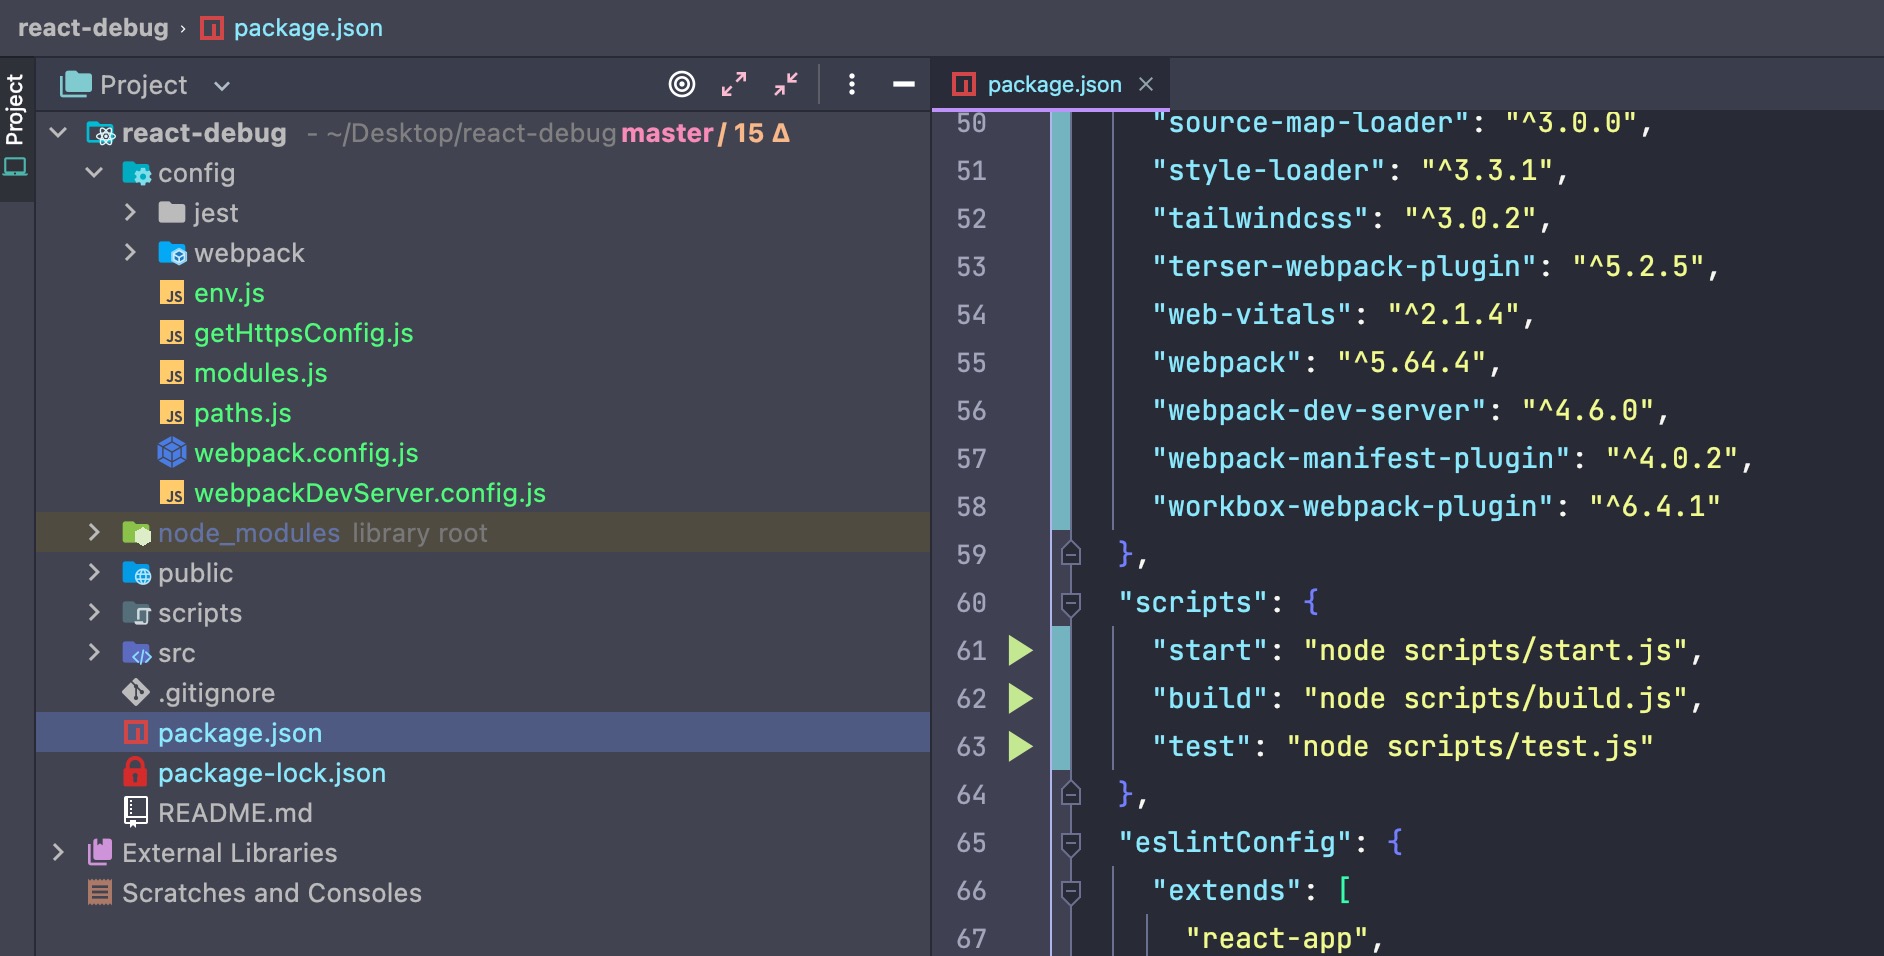 react-debug › package.json
Project
Project
react-debug - ~/Desktop/react-debug master / 15 Δ
config
jest
webpack
env.js
getHttpsConfig.js
modules.js
paths.js
webpack.config.js
webpackDevServer.config.js
node_modules library root
public
scripts
src
.gitignore
package.json
package-lock.json
README.md
External Libraries
Scratches and Consoles
package.json
50 "source-map-loader": "^3.0.0",
51 "style-loader": "^3.3.1",
52 "tailwindcss": "^3.0.2",
53 "terser-webpack-plugin": "^5.2.5",
54 "web-vitals": "^2.1.4",
55 "webpack": "^5.64.4",
56 "webpack-dev-server": "^4.6.0",
57 "webpack-manifest-plugin": "^4.0.2",
58 "workbox-webpack-plugin": "^6.4.1"
59 },
60 "scripts": {
61 "start": "node scripts/start.js",
62 "build": "node scripts/build.js",
63 "test": "node scripts/test.js"
64 },
65 "eslintConfig": {
66 "extends": [
67 "react-app",